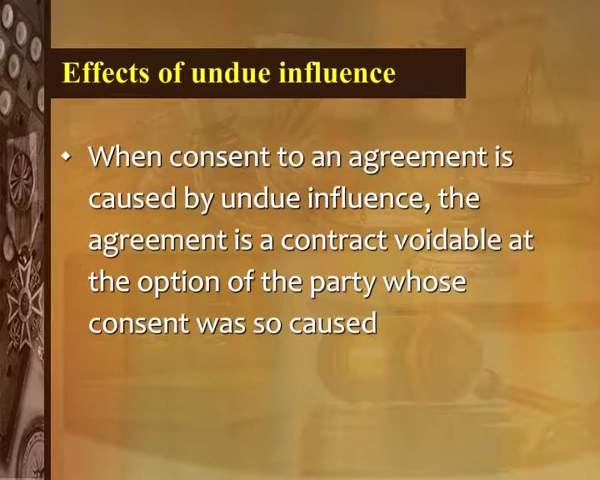 Effects of undue influence
• When consent to an agreement is
caused by undue influence, the
agreement is a contract voidable at
the option of the party whose
consent was so caused